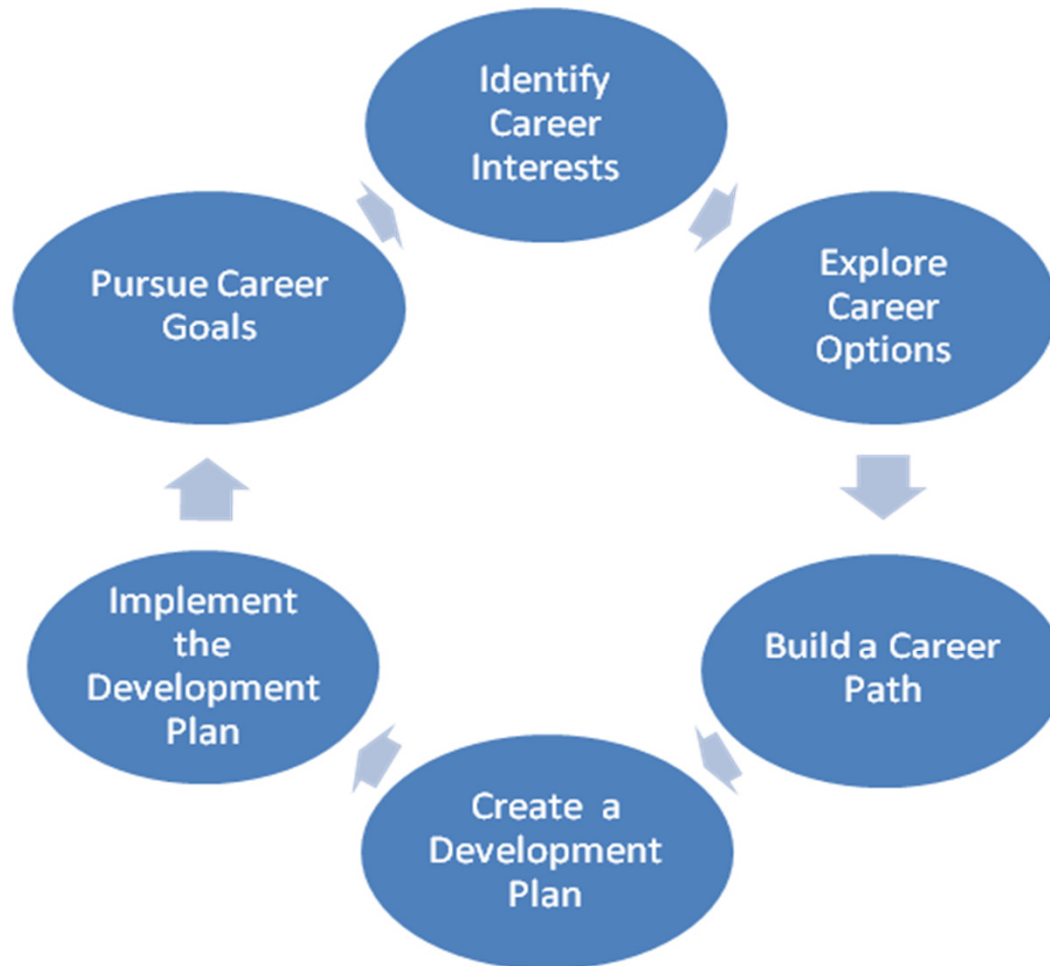 Identify
Career
Interests
Explore
Career
Options
Build a Career
Path
Create a
Development
Plan
Implement
the
Development
Plan
Pursue Career
Goals